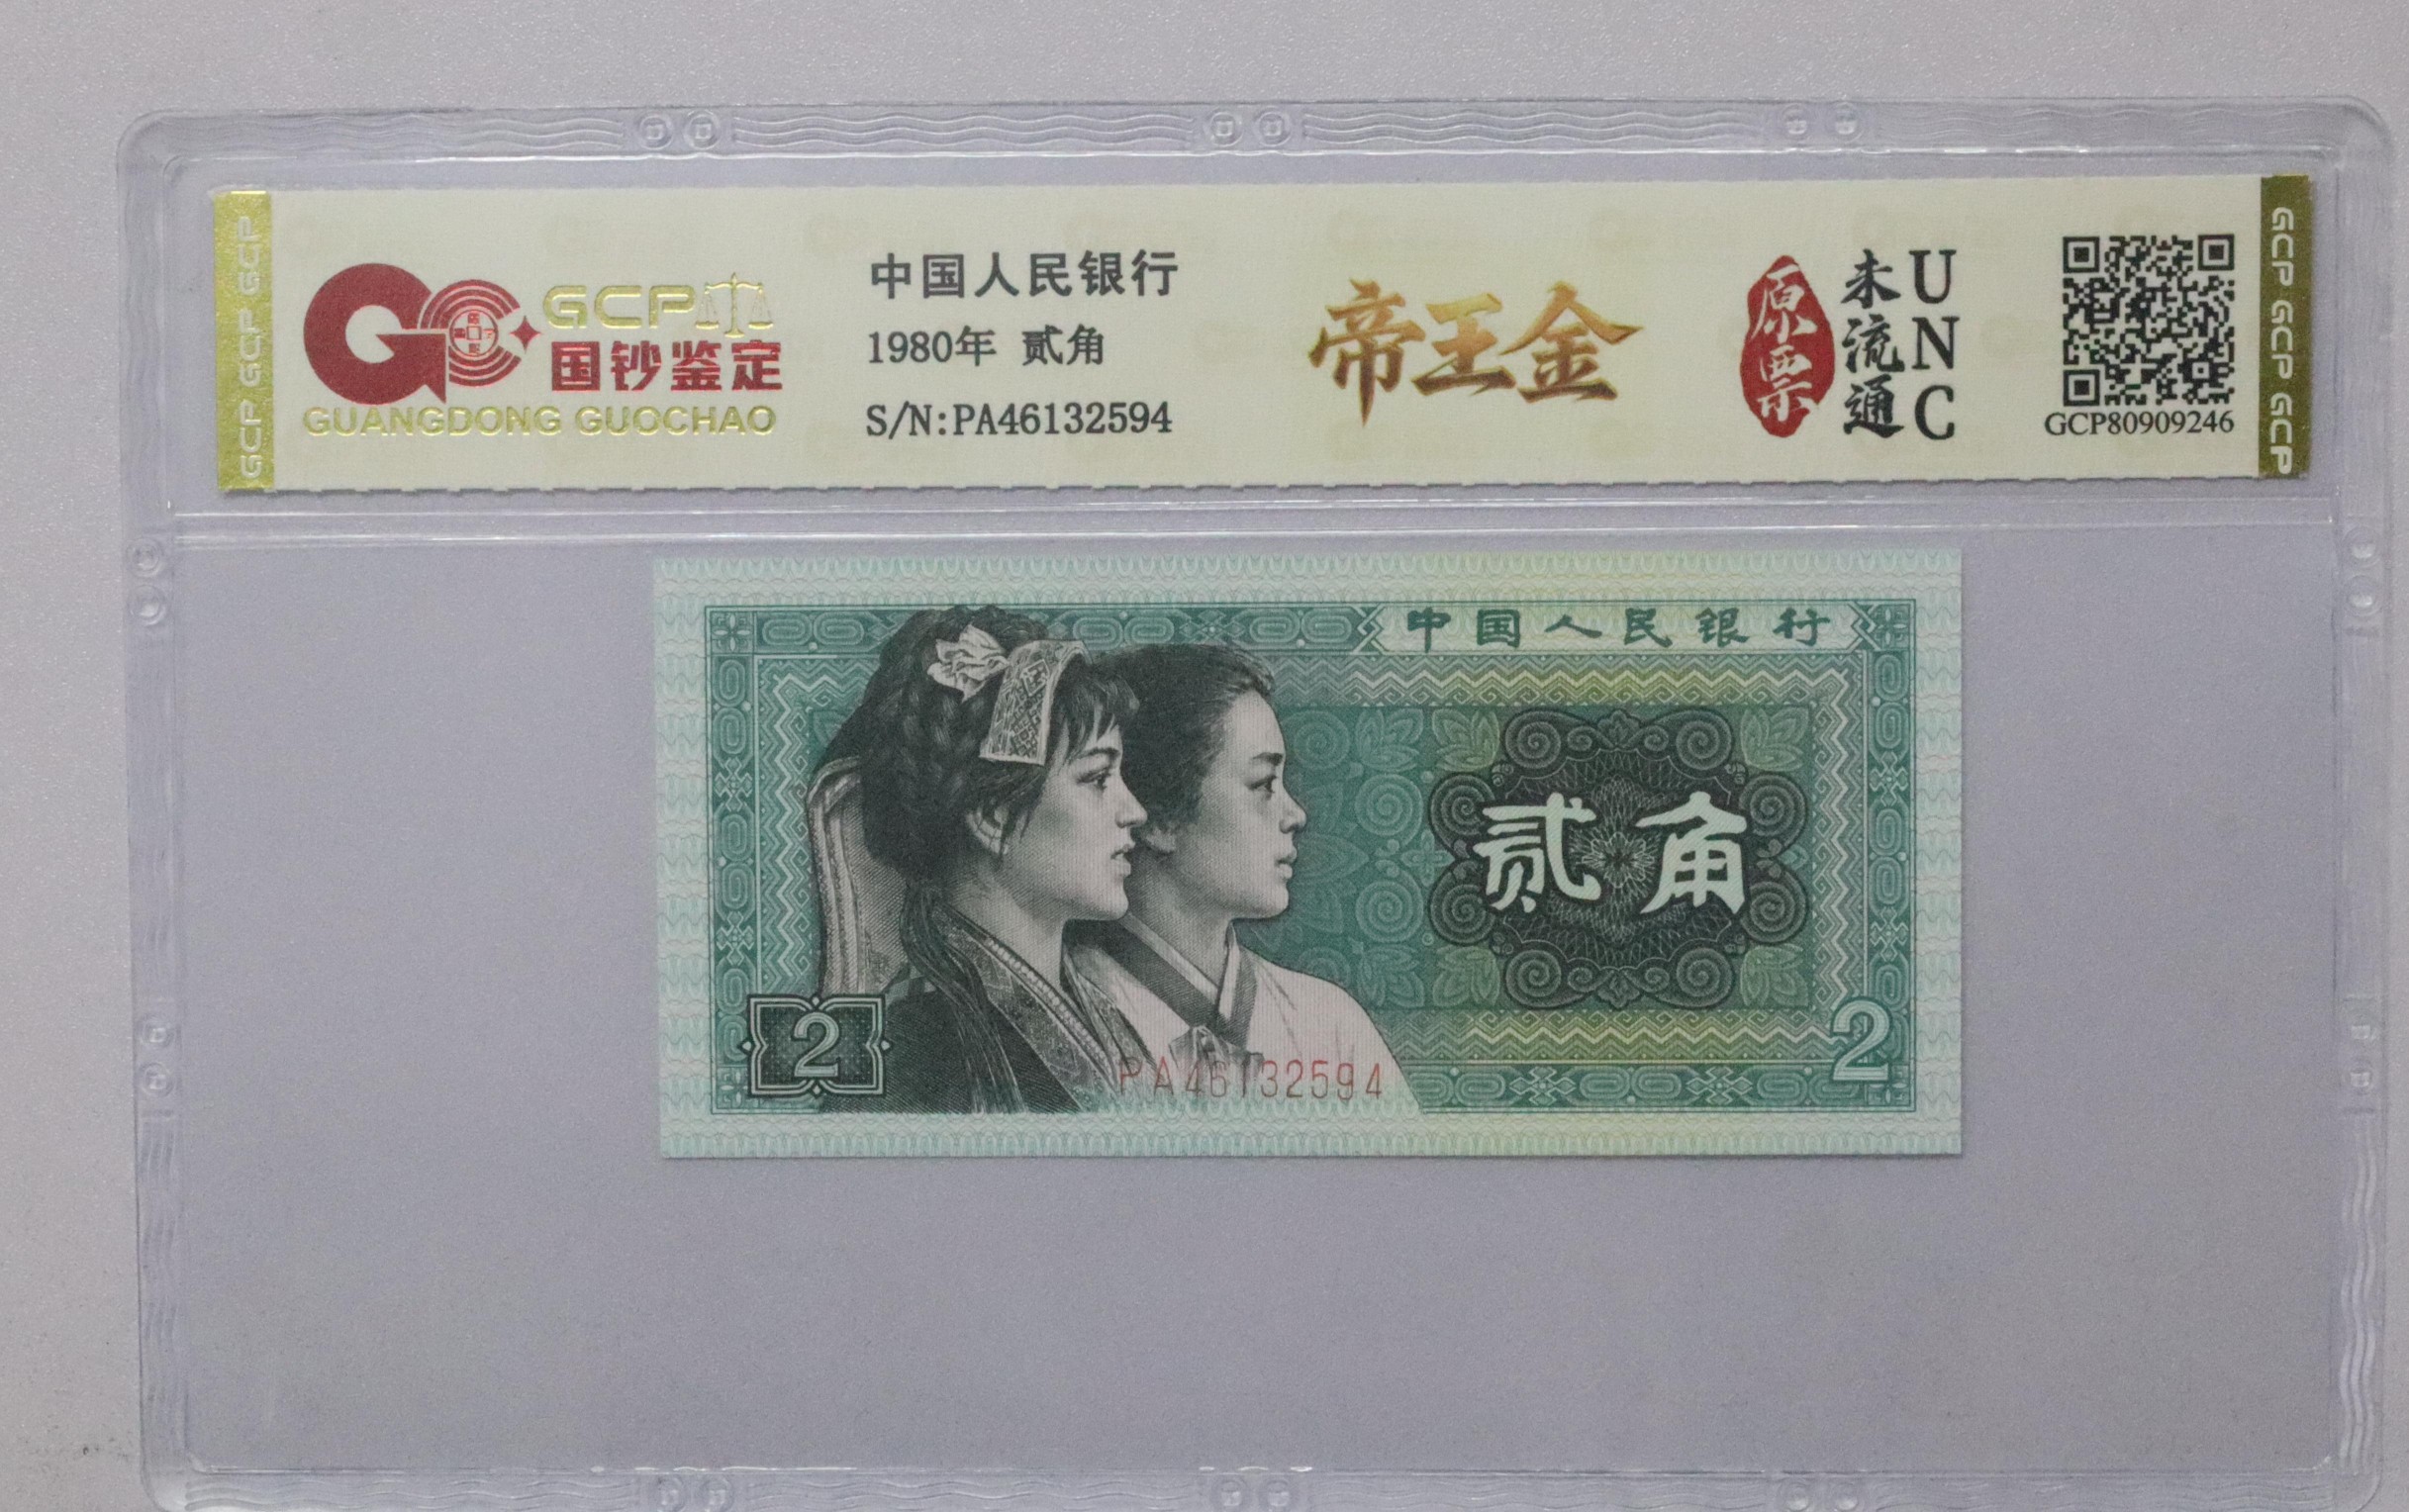 GCP GCP GCP
GCP
国钞鉴定
GUANGDONG GUOCHAO
中国人民银行
1980年 贰角
S/N:PA46132594
帝王金
原票
未流通
UNC
GCP80909246
GCP GCP GCP
中国人民银行
贰角
2
PA46132594
2